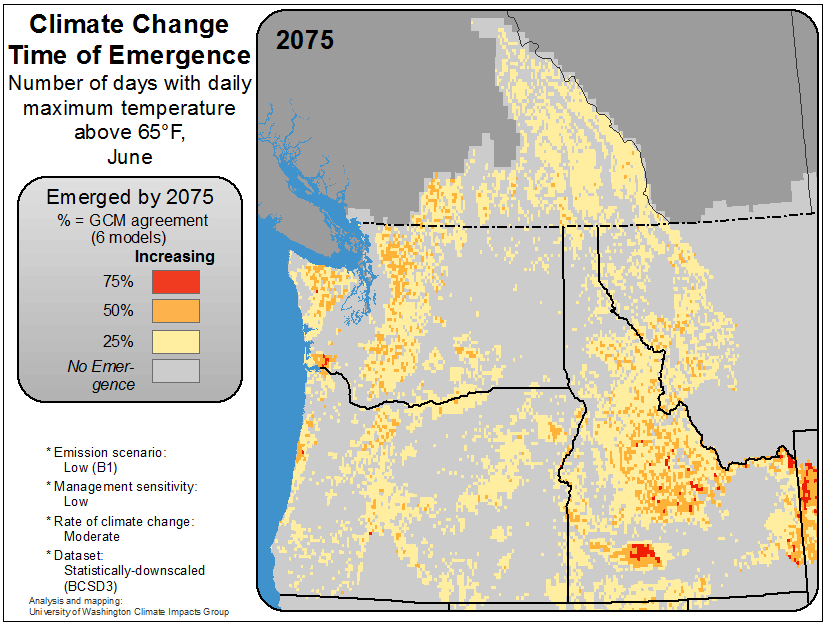 Climate Change
Time of Emergence
Number of days with daily
maximum temperature
above 65°F,
June
2075
Emerged by 2075
% = GCM agreement
(6 models)
Increasing
75%
50%
25%
No Emer-
gence
* Emission scenario:
Low (B1)
* Management sensitivity:
Low
* Rate of climate change:
Moderate
* Dataset:
Statistically-downscaled
(BCSD3)
Analysis and mapping:
University of Washington Climate Impacts Group